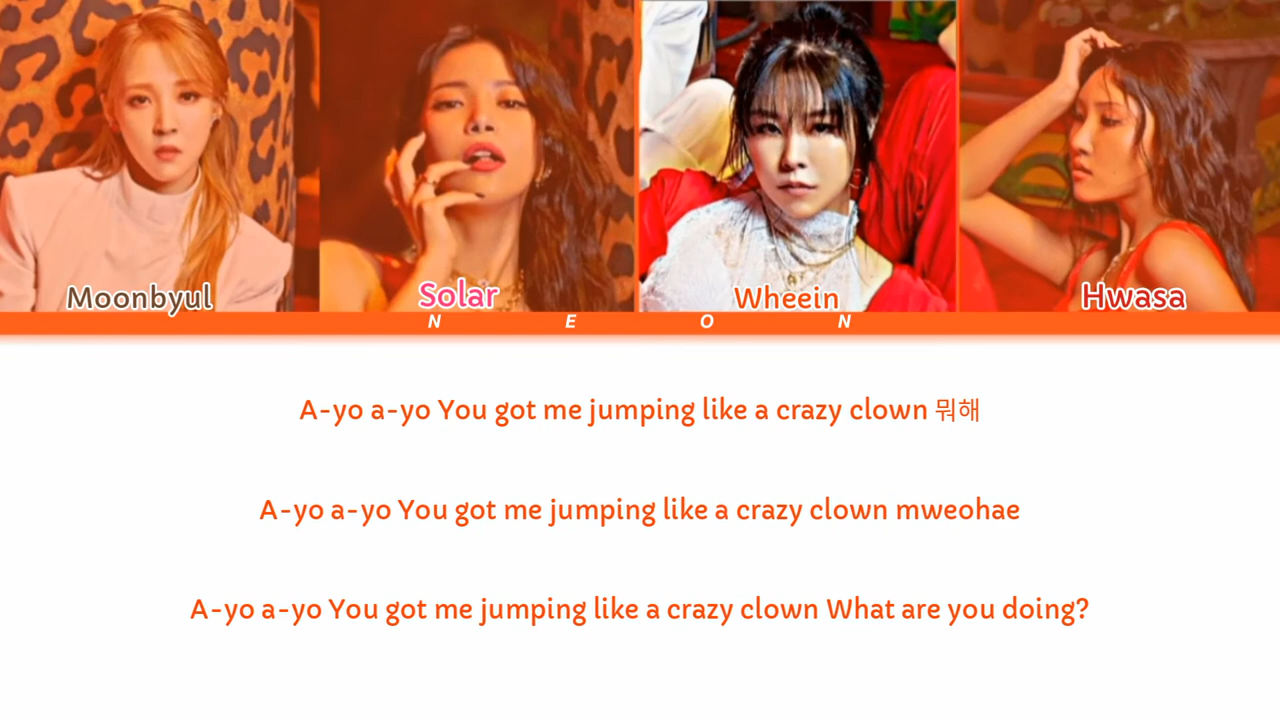 Moonbyul Solar Wheein Hwasa
N E O N
A-yo a-yo You got me jumping like a crazy clown 뭐해
A-yo a-yo You got me jumping like a crazy clown mweohae
A-yo a-yo You got me jumping like a crazy clown What are you doing?